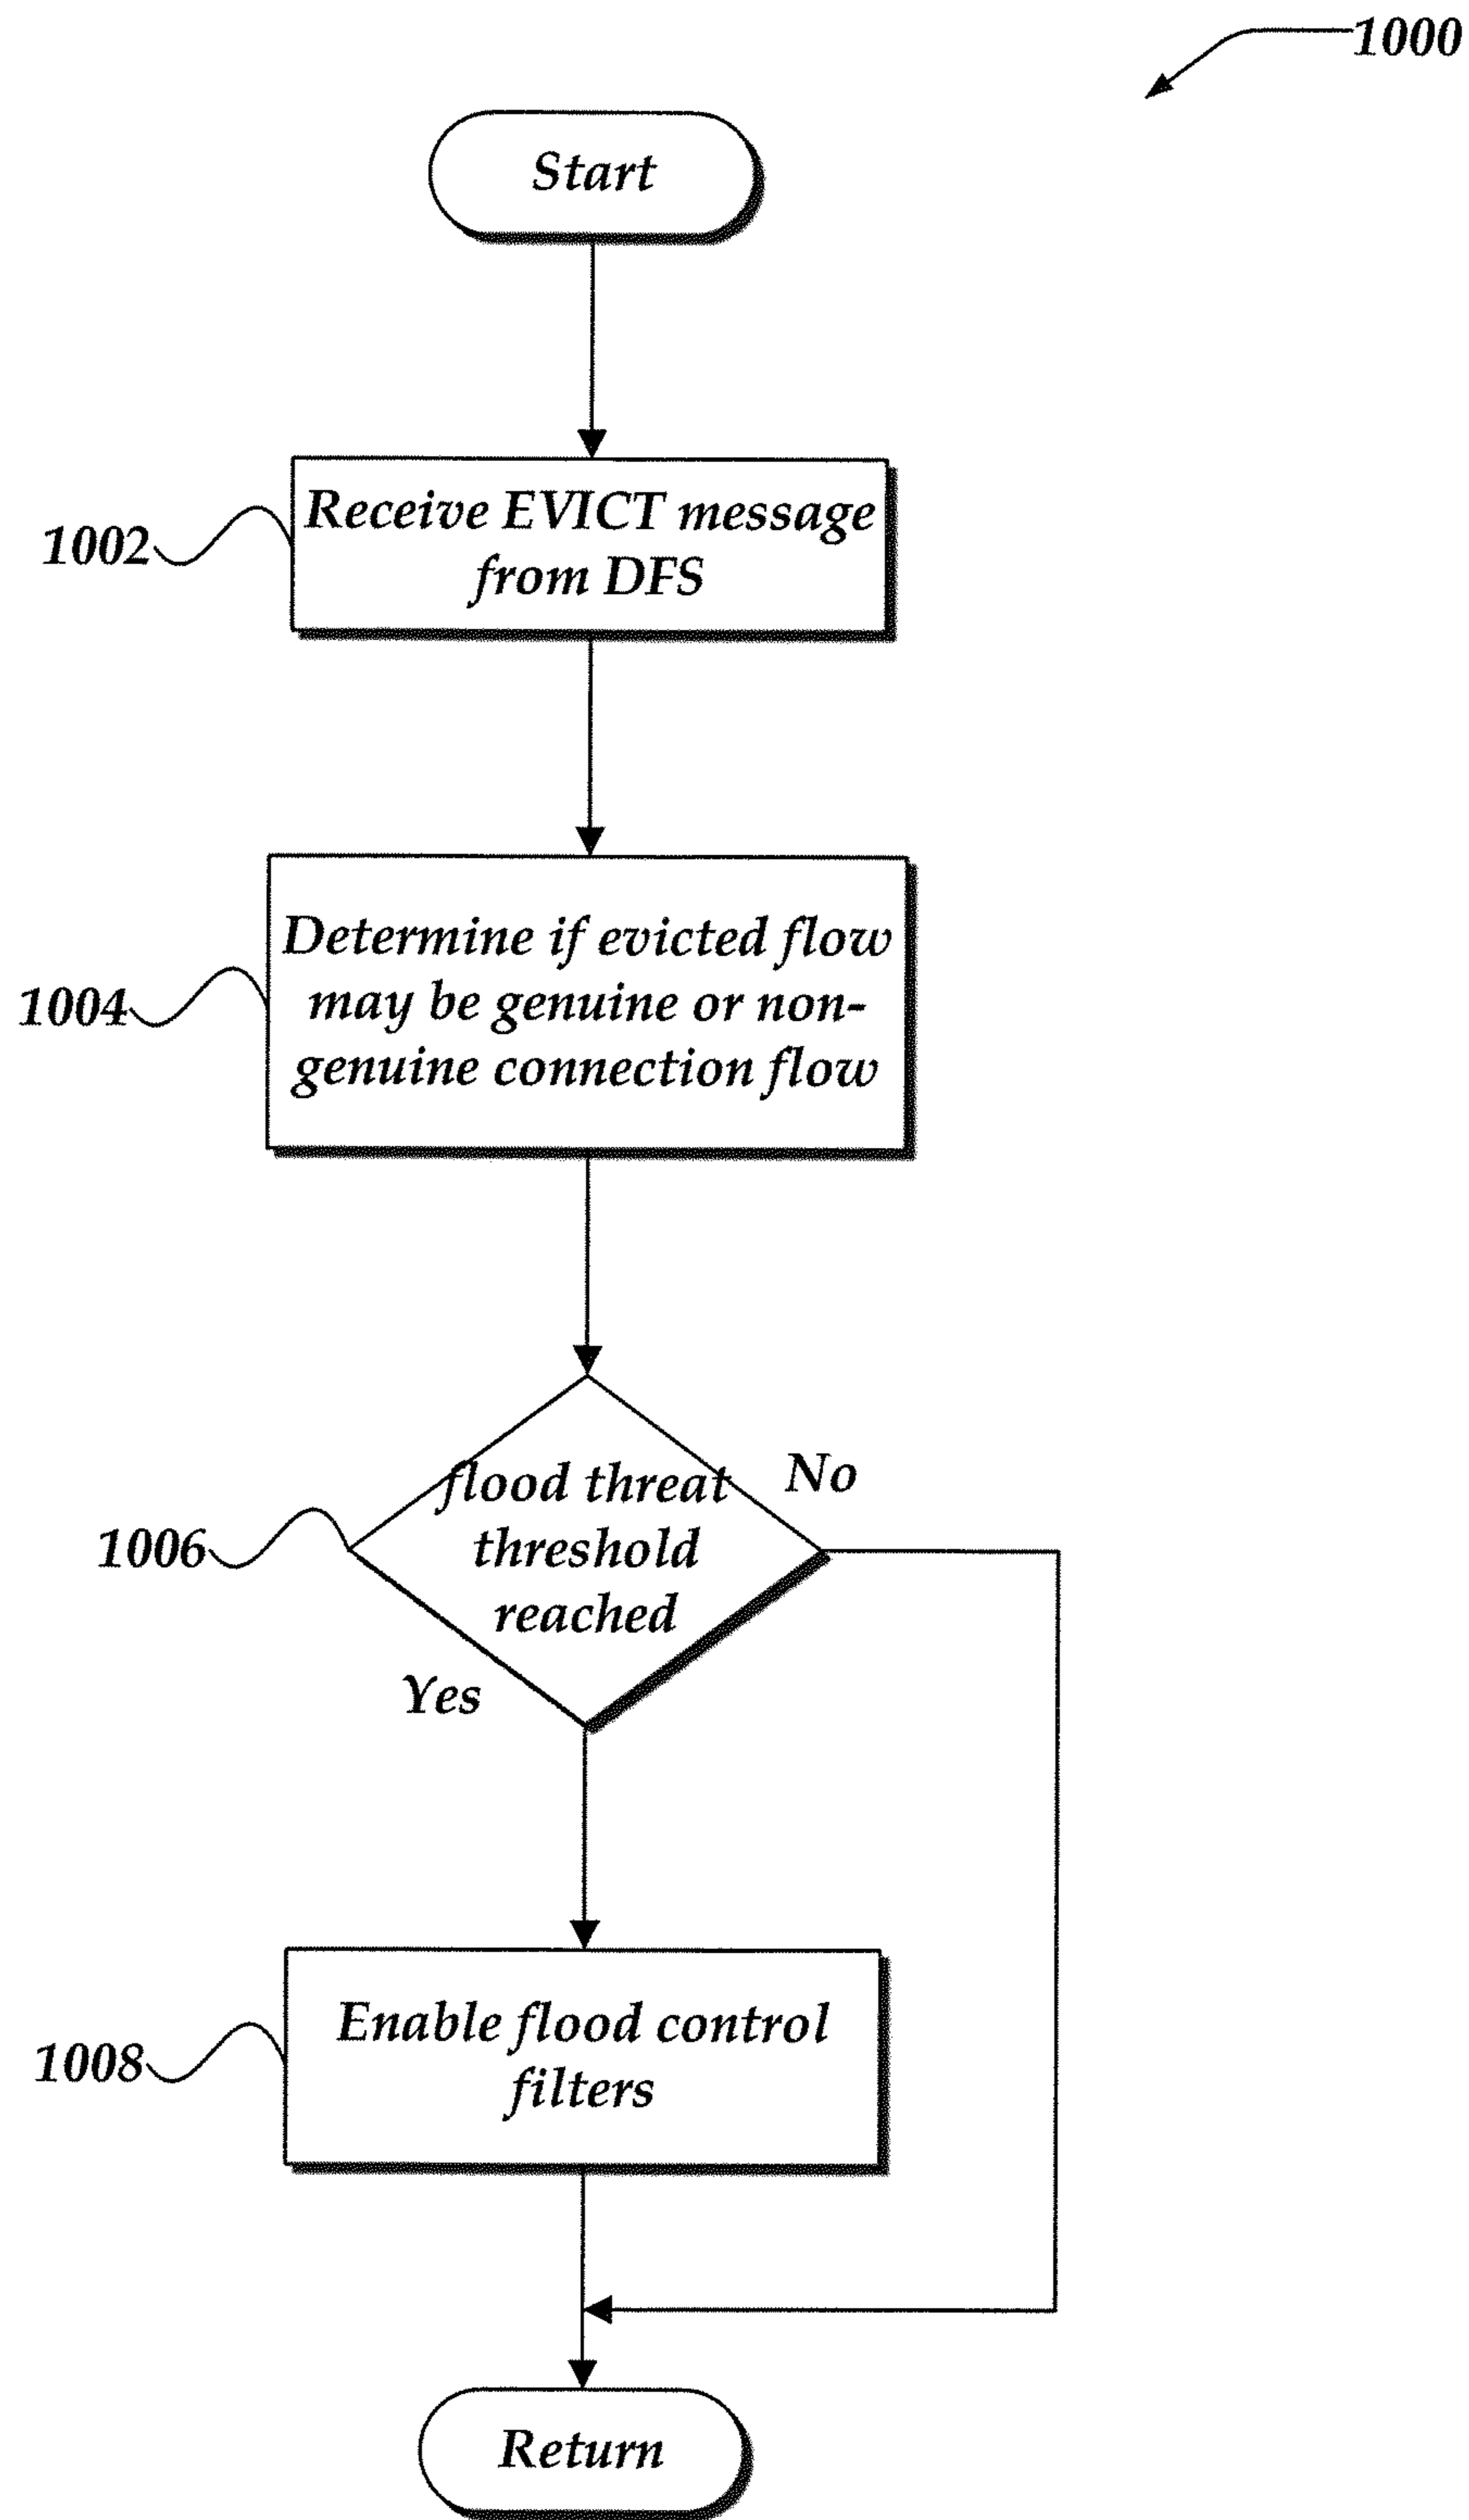 1000
Start
1002
Receive EVICT message
from DFS
1004
Determine if evicted flow
may be genuine or non-
genuine connection flow
1006
flood threat
threshold
reached
No
Yes
1008
Enable flood control
filters
Return